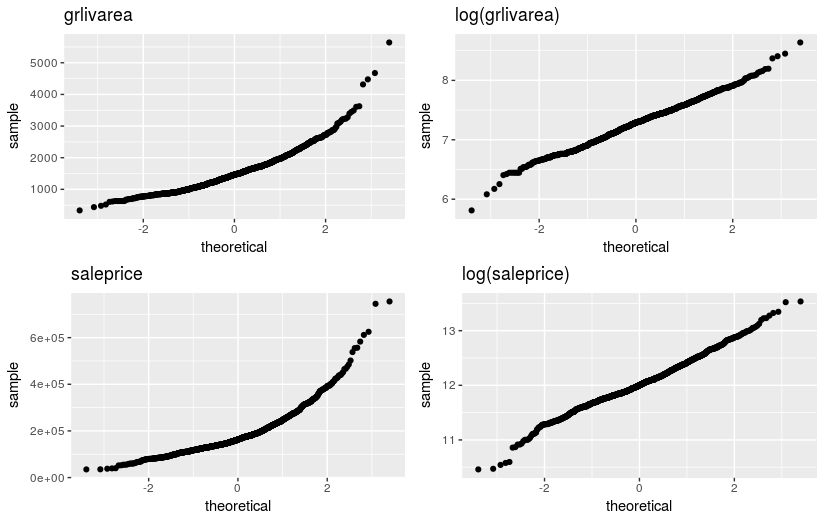 grlivarea
5000
4000
3000
2000
1000
sample
-2
0
2
theoretical
log(grlivarea)
8
7
6
sample
-2
0
2
theoretical
saleprice
6e+05
4e+05
2e+05
0e+00
sample
-2
0
2
theoretical
log(saleprice)
13
12
11
sample
-2
0
2
theoretical